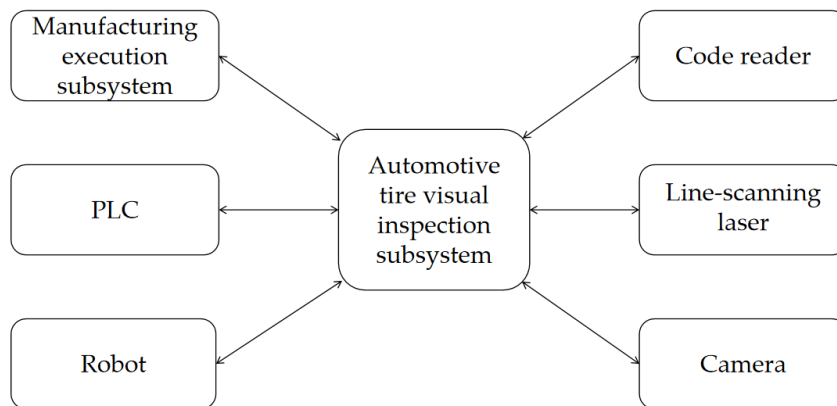 Manufacturing
execution
subsystem
Code reader
Automotive
tire visual
inspection
subsystem
PLC
Line-scanning
laser
Robot
Camera